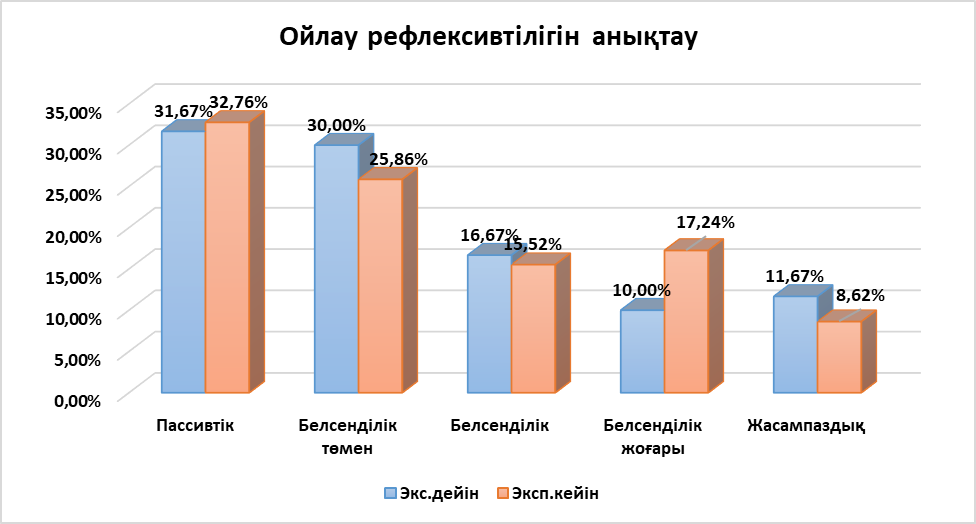 Ойлау рефлексивтілігін анықтау
35,00%
30,00%
25,00%
20,00%
15,00%
10,00%
5,00%
0,00%
31,67%
32,76%
30,00%
25,86%
16,67%
15,52%
10,00%
17,24%
11,67%
8,62%
Пассивтік
Белсенділік
төмен
Белсенділік
Белсенділік
жоғары
Жасампаздық
Экс.дейін
Эксп.кейін